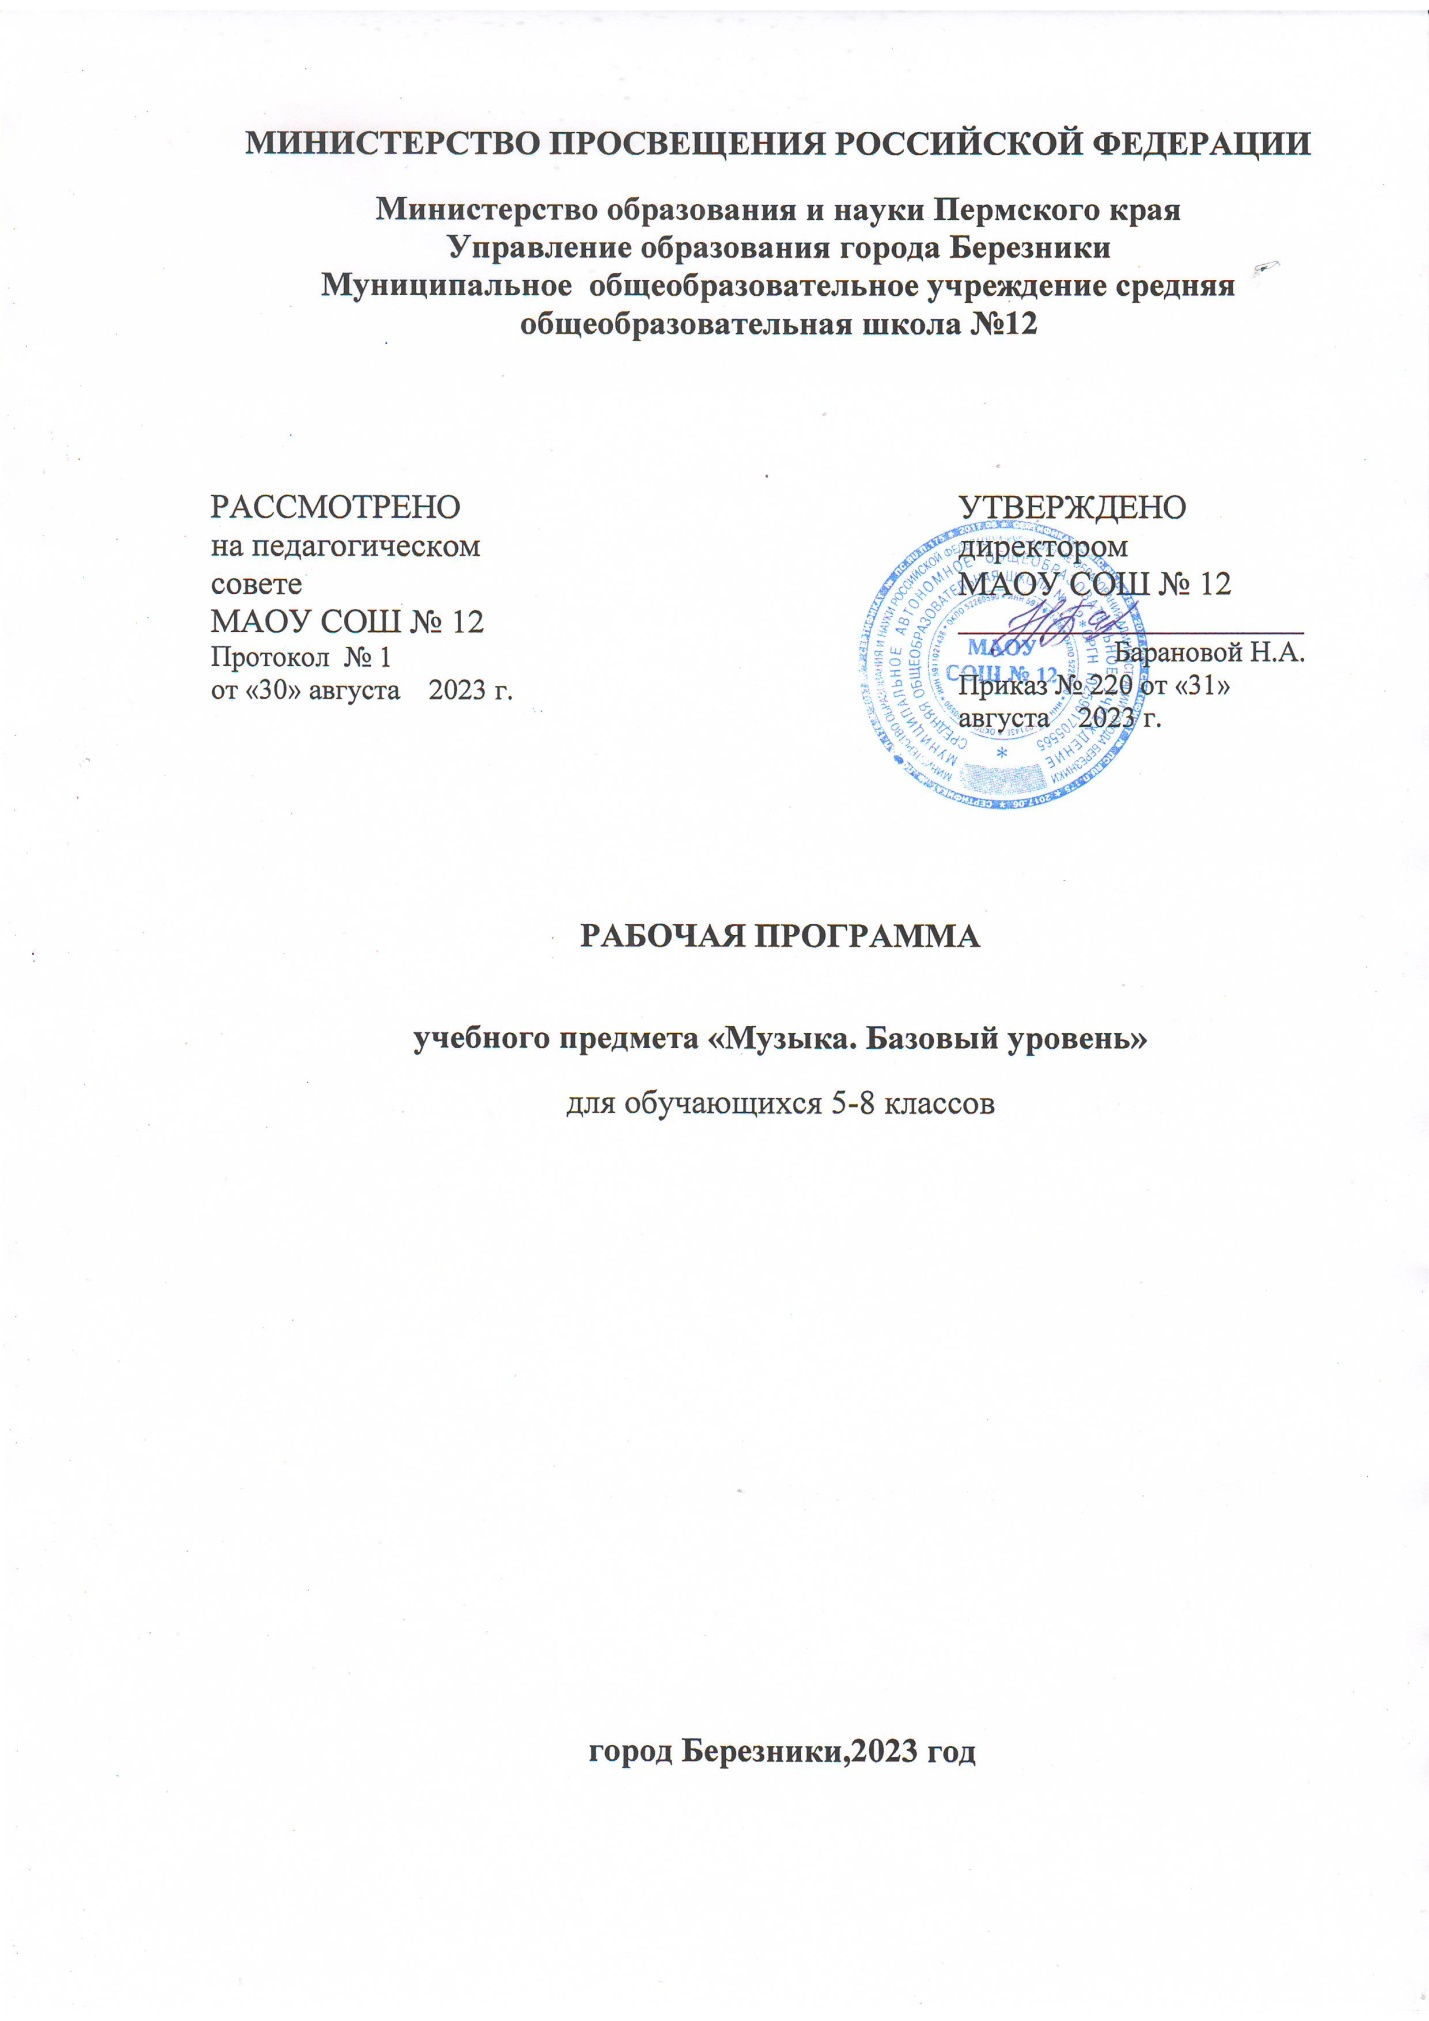 МИНИСТЕРСТВО ПРОСВЕЩЕНИЯ РОССИЙСКОЙ ФЕДЕРАЦИИ
Министерство образования и науки Пермского края
Управление образования города Березники
Муниципальное общеобразовательное учреждение средняя
общеобразовательная школа №12
РАССМОТРЕНО
на педагогическом
совете
МАОУ СОШ № 12
Протокол № 1
от «30» августа 2023 г.
УТВЕРЖДЕНО
директором
МАОУ СОШ № 12
Барановой Н.А.
Приказ № 220 от «31»
августа 2023 г.
МАОУ
СОШ № 12
РАБОЧАЯ ПРОГРАММА
учебного предмета «Музыка. Базовый уровень»
для обучающихся 5-8 классов
город Березники,2023 год